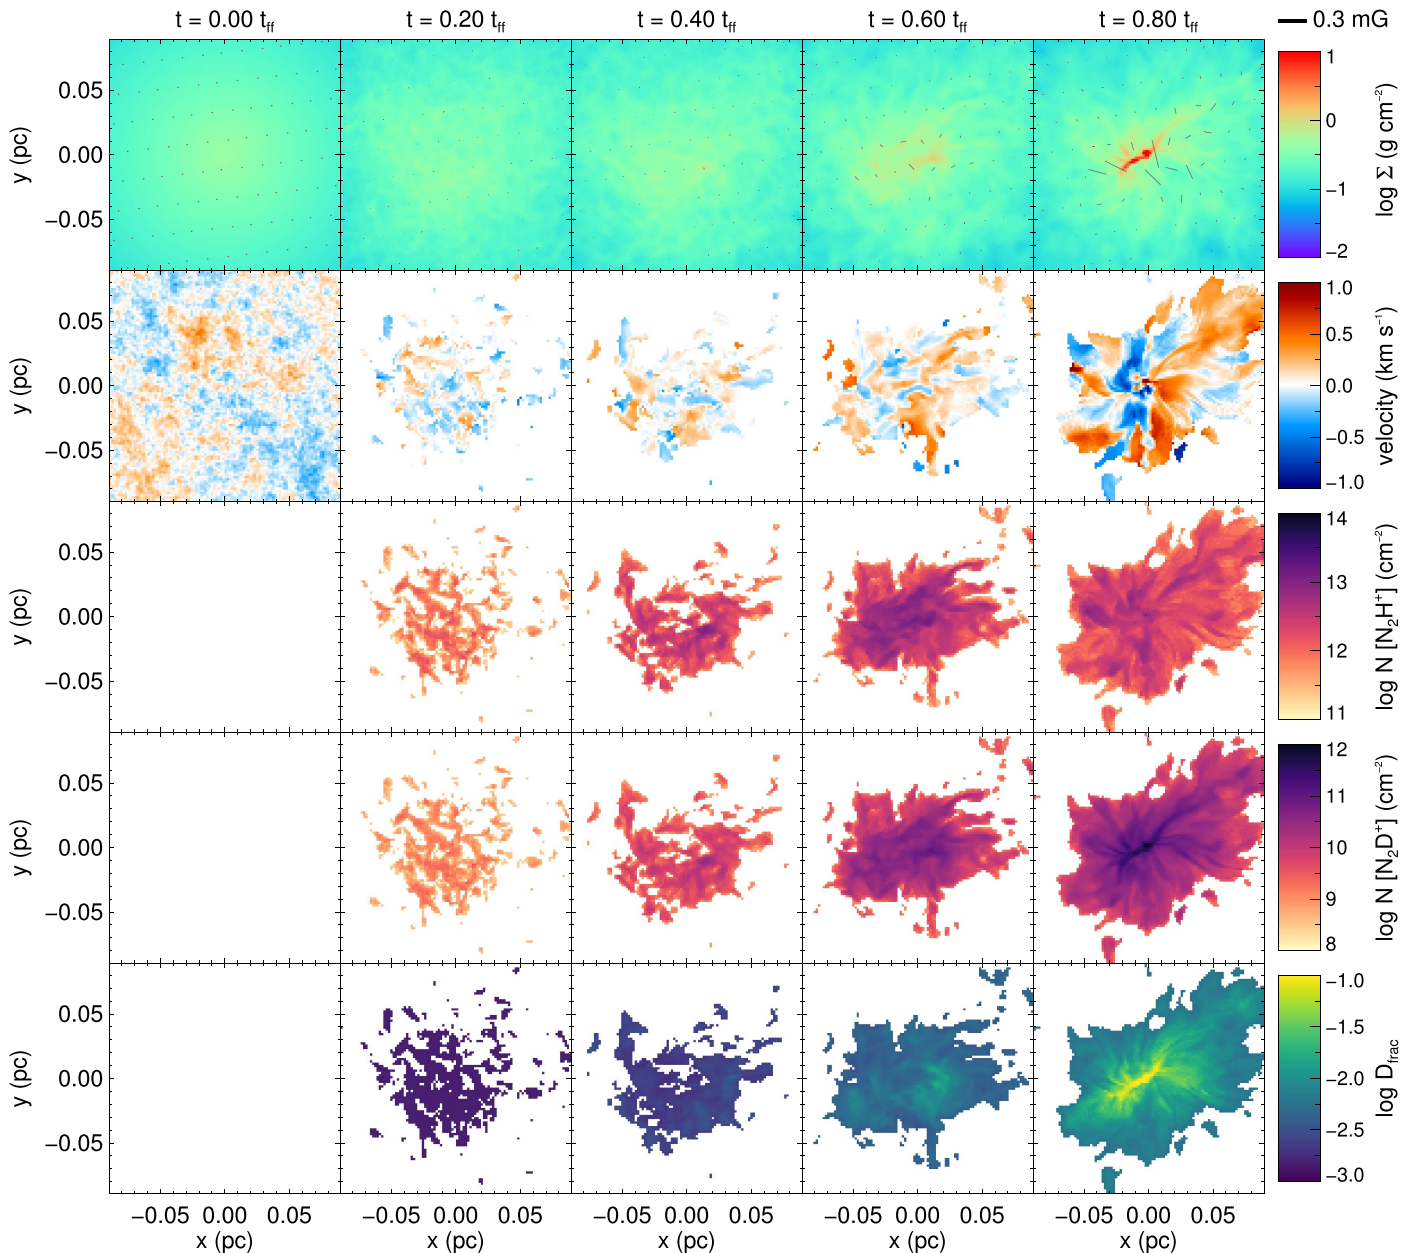 t = 0.00 t_ff t = 0.20 t_ff t = 0.40 t_ff t = 0.60 t_ff t = 0.80 t_ff 0.3 mG
y (pc) 0.05 0.00 −0.05
1 0 −1 −2 log Σ (g cm⁻²)
y (pc) 0.05 0.00 −0.05
1.0 0.5 0.0 −0.5 −1.0 velocity (km s⁻¹)
y (pc) 0.05 0.00 −0.05
14 13 12 11 log N [N₂H⁺] (cm⁻²)
y (pc) 0.05 0.00 −0.05
12 11 10 9 8 log N [N₂D⁺] (cm⁻²)
y (pc) 0.05 0.00 −0.05
−1.0 −1.5 −2.0 −2.5 −3.0 log D_frac
−0.05 0.00 0.05 −0.05 0.00 0.05 −0.05 0.00 0.05 −0.05 0.00 0.05 −0.05 0.00 0.05
x (pc) x (pc) x (pc) x (pc) x (pc)